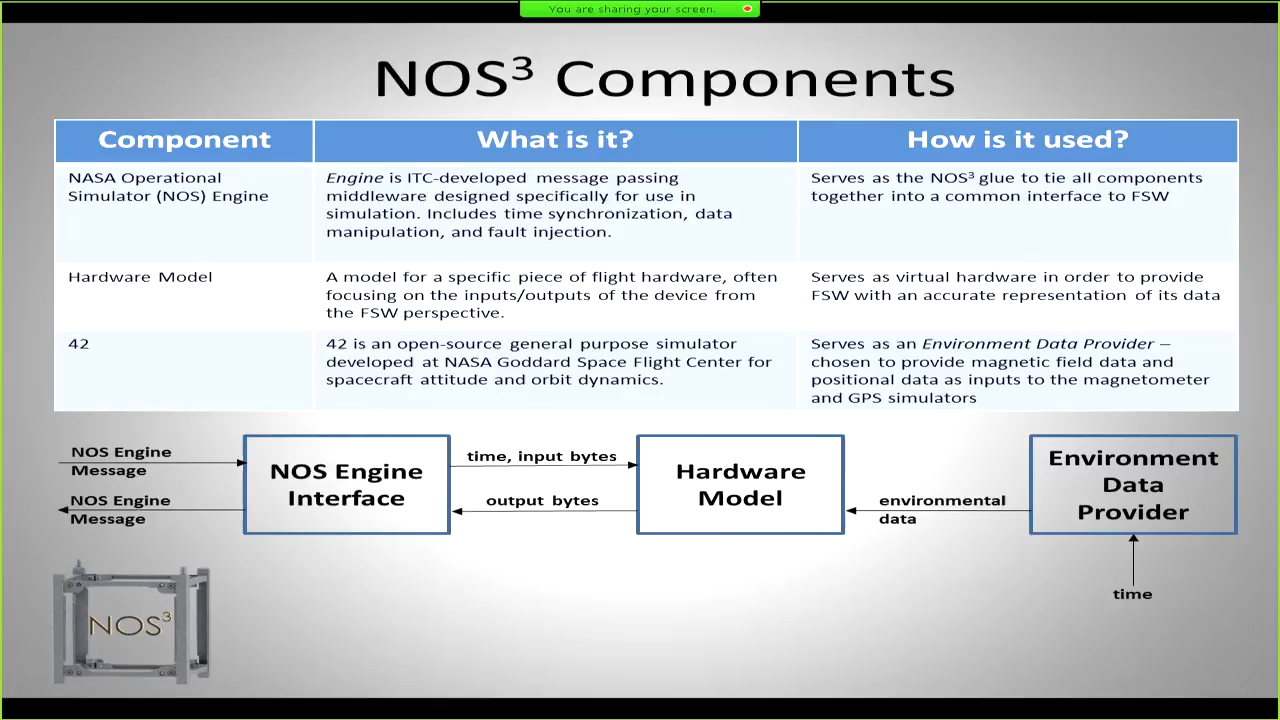 You are sharing your screen.
NOS³ Components
Component
What is it?
How is it used?
NASA Operational
Simulator (NOS) Engine
Engine is ITC-developed message passing
middleware designed specifically for use in
simulation. Includes time synchronization, data
manipulation, and fault injection.
Serves as the NOS³ glue to tie all components
together into a common interface to FSW
Hardware Model
A model for a specific piece of flight hardware, often
focusing on the inputs/outputs of the device from
the FSW perspective.
Serves as virtual hardware in order to provide
FSW with an accurate representation of its data
42
42 is an open-source general purpose simulator
developed at NASA Goddard Space Flight Center for
spacecraft attitude and orbit dynamics.
Serves as an Environment Data Provider –
chosen to provide magnetic field data and
positional data as inputs to the magnetometer
and GPS simulators
NOS Engine
Message
NOS Engine
Message
NOS Engine
Interface
time, input bytes
output bytes
Hardware
Model
environmental
data
Environment
Data
Provider
time
NOS³